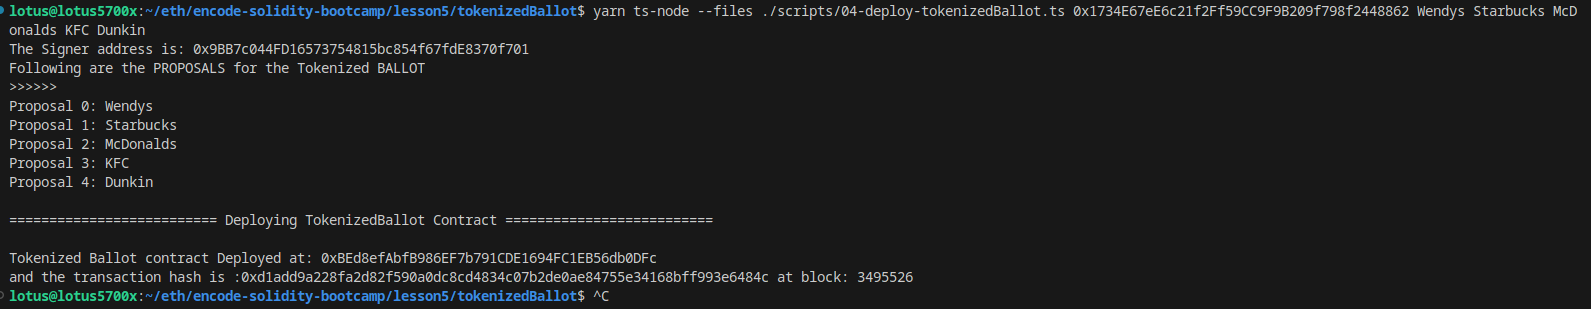 lotus@lotus5700x:~/eth/encode-solidity-bootcamp/lesson5/tokenizedBallot$ yarn ts-node --files ./scripts/04-deploy-tokenizedBallot.ts 0x1734E67eE6c21f2Ff59CC9F9B209f798f2448862 Wendys Starbucks McD
onalds KFC Dunkin
The Signer address is: 0x9BB7c044FD16573754815bc854f67fdE8370f701
Following are the PROPOSALS for the Tokenized BALLOT
>>>>>>
Proposal 0: Wendys
Proposal 1: Starbucks
Proposal 2: McDonalds
Proposal 3: KFC
Proposal 4: Dunkin
========================== Deploying TokenizedBallot Contract ==========================
Tokenized Ballot contract Deployed at: 0xBEd8efAbfB986EF7b791CDE1694FC1EB56db0DFc
and the transaction hash is :0xd1add9a228fa2d82f590a0dc8cd4834c07b2de0ae84755e34168bff993e6484c at block: 3495526
lotus@lotus5700x:~/eth/encode-solidity-bootcamp/lesson5/tokenizedBallot$ ^C